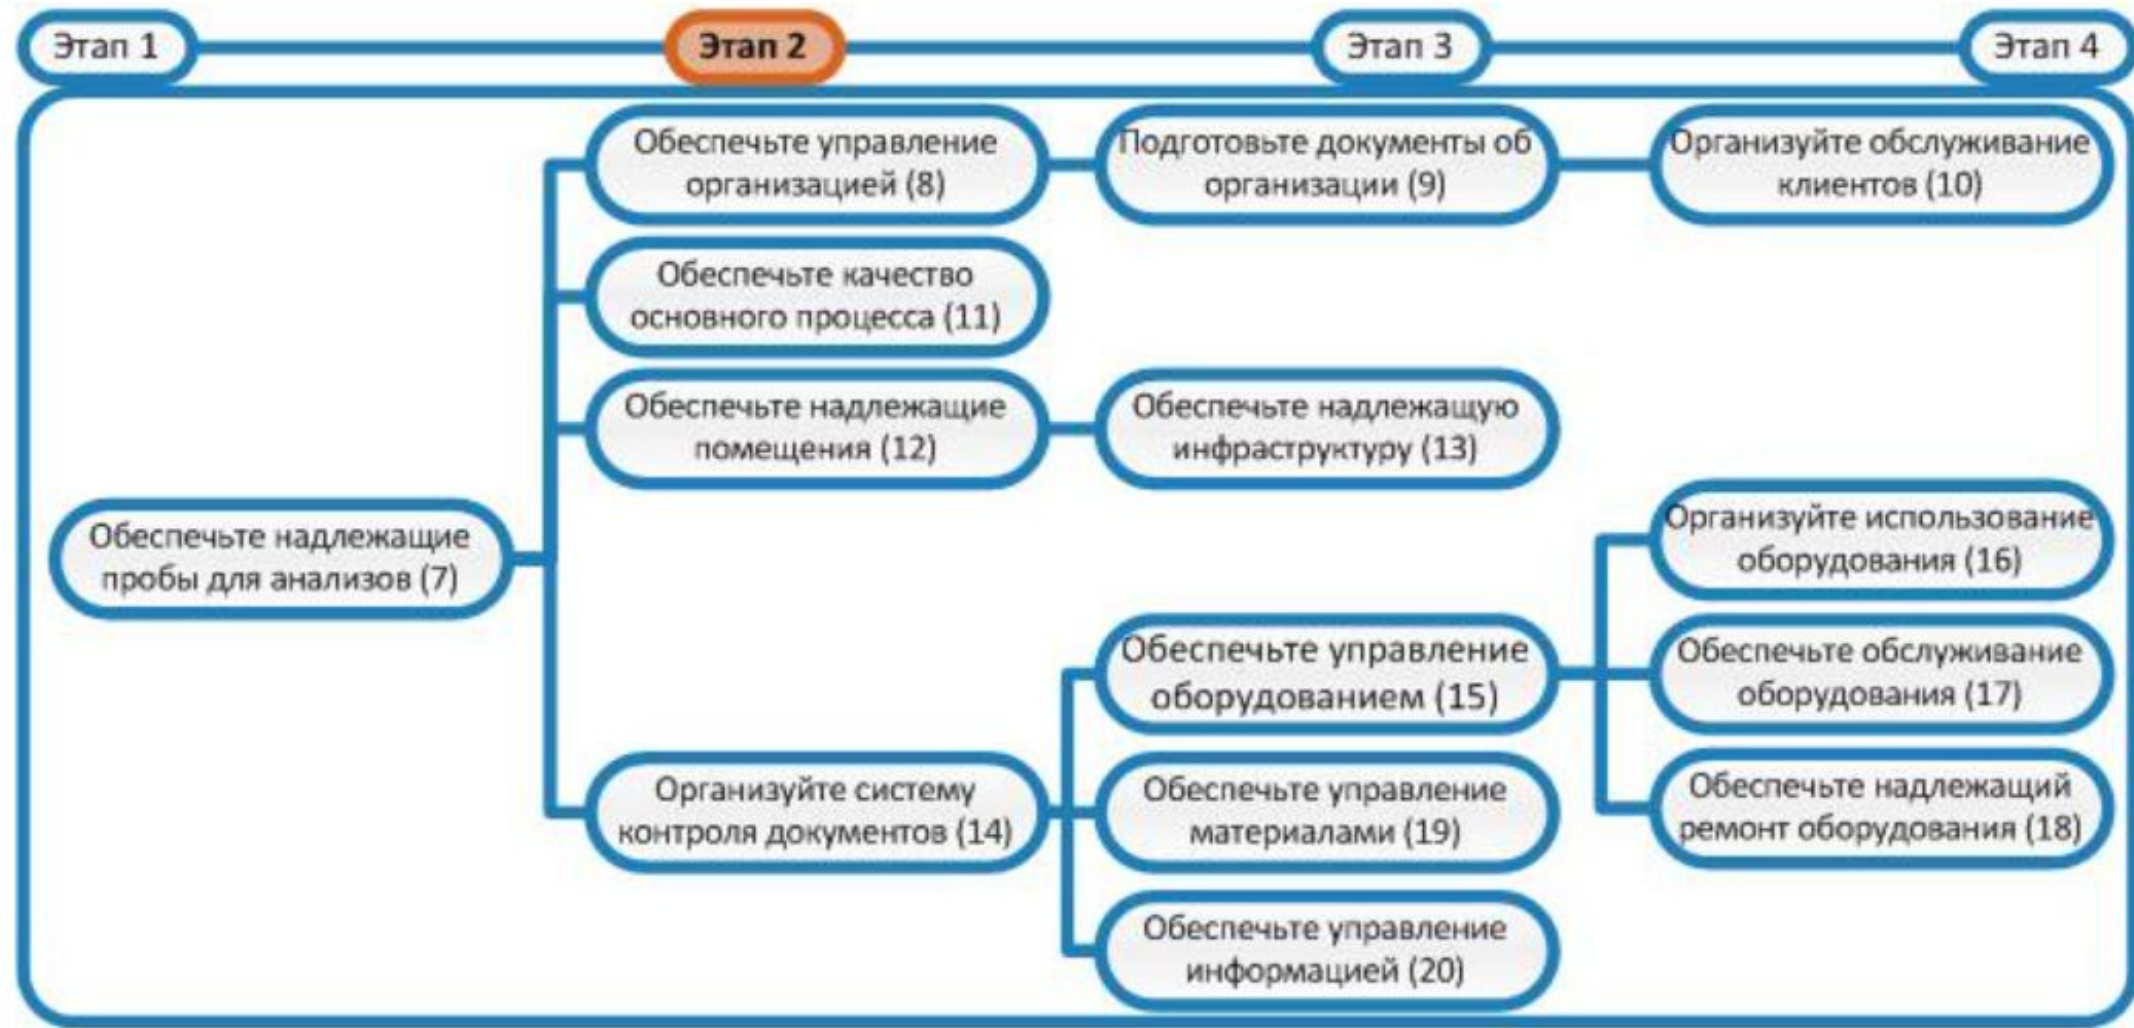 Этап 1
Этап 2
Этап 3
Этап 4
Обеспечьте управление
организацией (8)
Подготовьте документы об
организации (9)
Организуйте обслуживание
клиентов (10)
Обеспечьте качество
основного процесса (11)
Обеспечьте надлежащие
помещения (12)
Обеспечьте надлежащую
инфраструктуру (13)
Обеспечьте надлежащие
пробы для анализов (7)
Организуйте использование
оборудования (16)
Обеспечьте управление
оборудованием (15)
Обеспечьте обслуживание
оборудования (17)
Организуйте систему
контроля документов (14)
Обеспечьте управление
материалами (19)
Обеспечьте надлежащий
ремонт оборудования (18)
Обеспечьте управление
информацией (20)